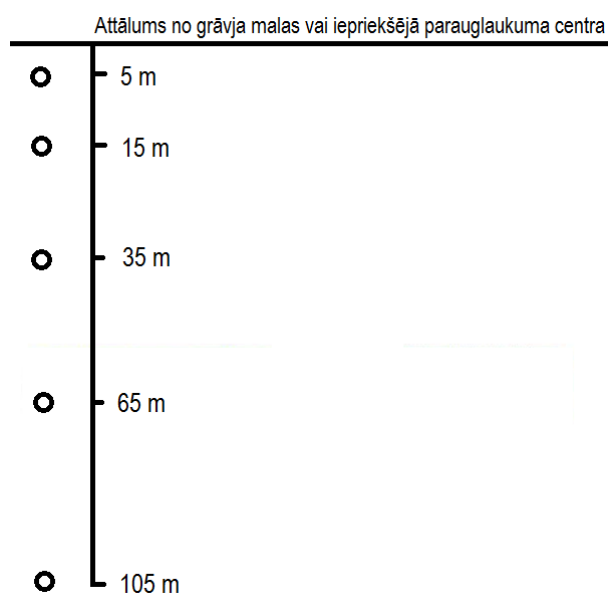 Attālums no grāvja malas vai iepriekšējā parauglaukuma centra
5 m
15 m
35 m
65 m
105 m